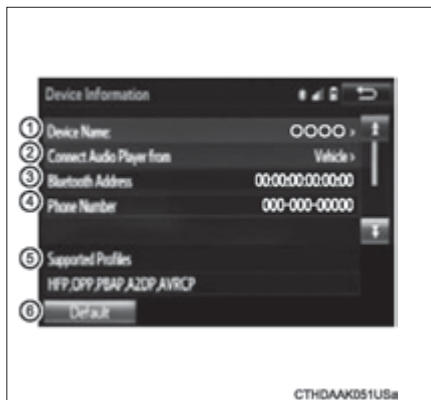 Device Information
① Device Name: OOOO >
② Connect Audio Player from Vehicle >
③ Bluetooth Address 00:00:00:00:00:00
④ Phone Number 000-000-00000
⑤ Supported Profiles
HFP,OPP,PBAP,A2DP,AVRCP
⑥ Default
CTHDAAK051USa